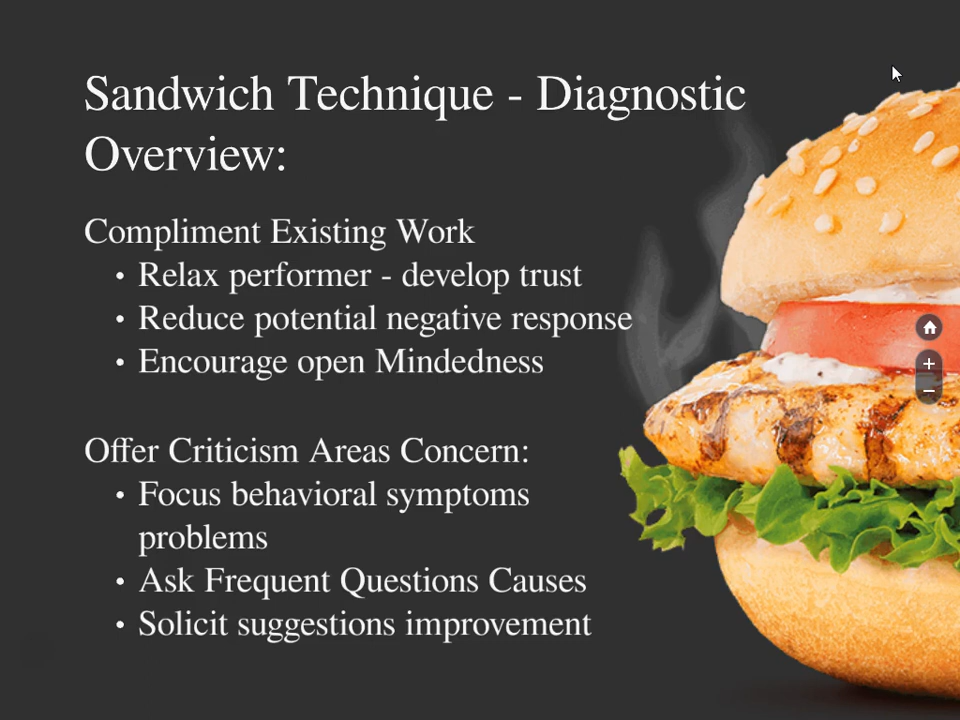 Sandwich Technique - Diagnostic
Overview:
Compliment Existing Work
• Relax performer - develop trust
• Reduce potential negative response
• Encourage open Mindedness
Offer Criticism Areas Concern:
• Focus behavioral symptoms
problems
• Ask Frequent Questions Causes
• Solicit suggestions improvement